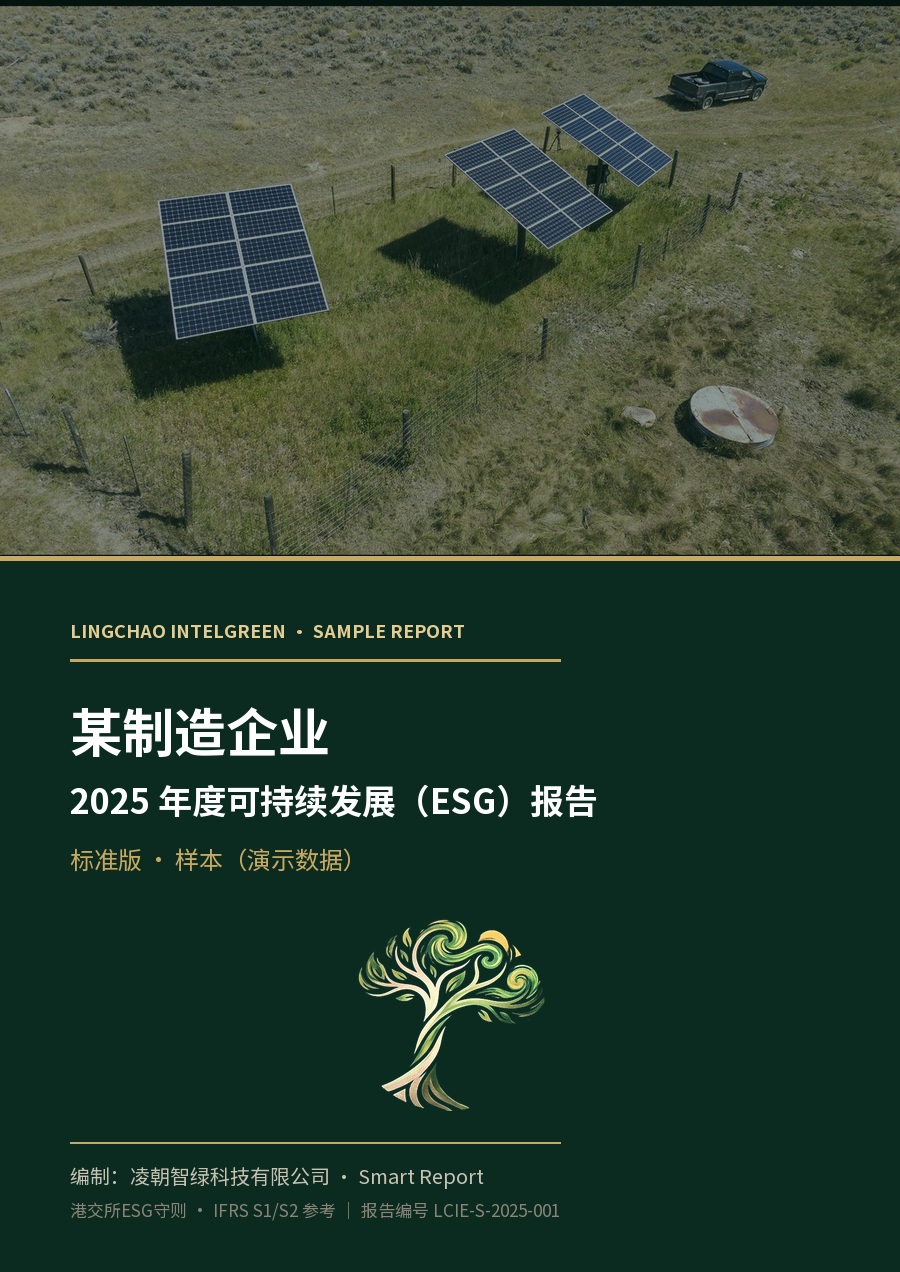 LINGCHAO INTELGREEN · SAMPLE REPORT
某制造企业
2025 年度可持续发展（ESG）报告
标准版 · 样本（演示数据）
编制：凌朝智绿科技有限公司 · Smart Report
港交所ESG守则 · IFRS S1/S2 参考 ｜ 报告编号 LCIE-S-2025-001